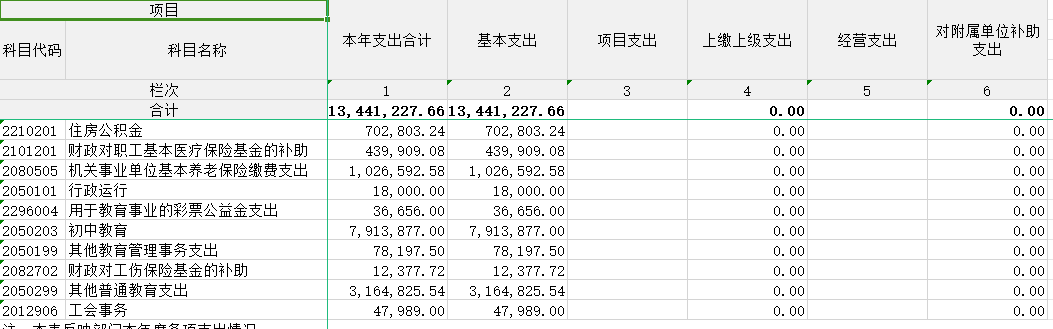 项目
科目代码 科目名称 本年支出合计 基本支出 项目支出 上缴上级支出 经营支出 对附属单位补助支出
栏次 1 2 3 4 5 6
合计 13,441,227.66 13,441,227.66 0.00 0.00
2210201 住房公积金 702,803.24 702,803.24 0.00 0.00
2101201 财政对职工基本医疗保险基金的补助 439,909.08 439,909.08 0.00 0.00
2080505 机关事业单位基本养老保险缴费支出 1,026,592.58 1,026,592.58 0.00 0.00
2050101 行政运行 18,000.00 18,000.00 0.00 0.00
2296004 用于教育事业的彩票公益金支出 36,656.00 36,656.00 0.00 0.00
2050203 初中教育 7,913,877.00 7,913,877.00 0.00 0.00
2050199 其他教育管理事务支出 78,197.50 78,197.50 0.00 0.00
2082702 财政对工伤保险基金的补助 12,377.72 12,377.72 0.00 0.00
2050299 其他普通教育支出 3,164,825.54 3,164,825.54 0.00 0.00
2012906 工会事务 47,989.00 47,989.00 0.00 0.00